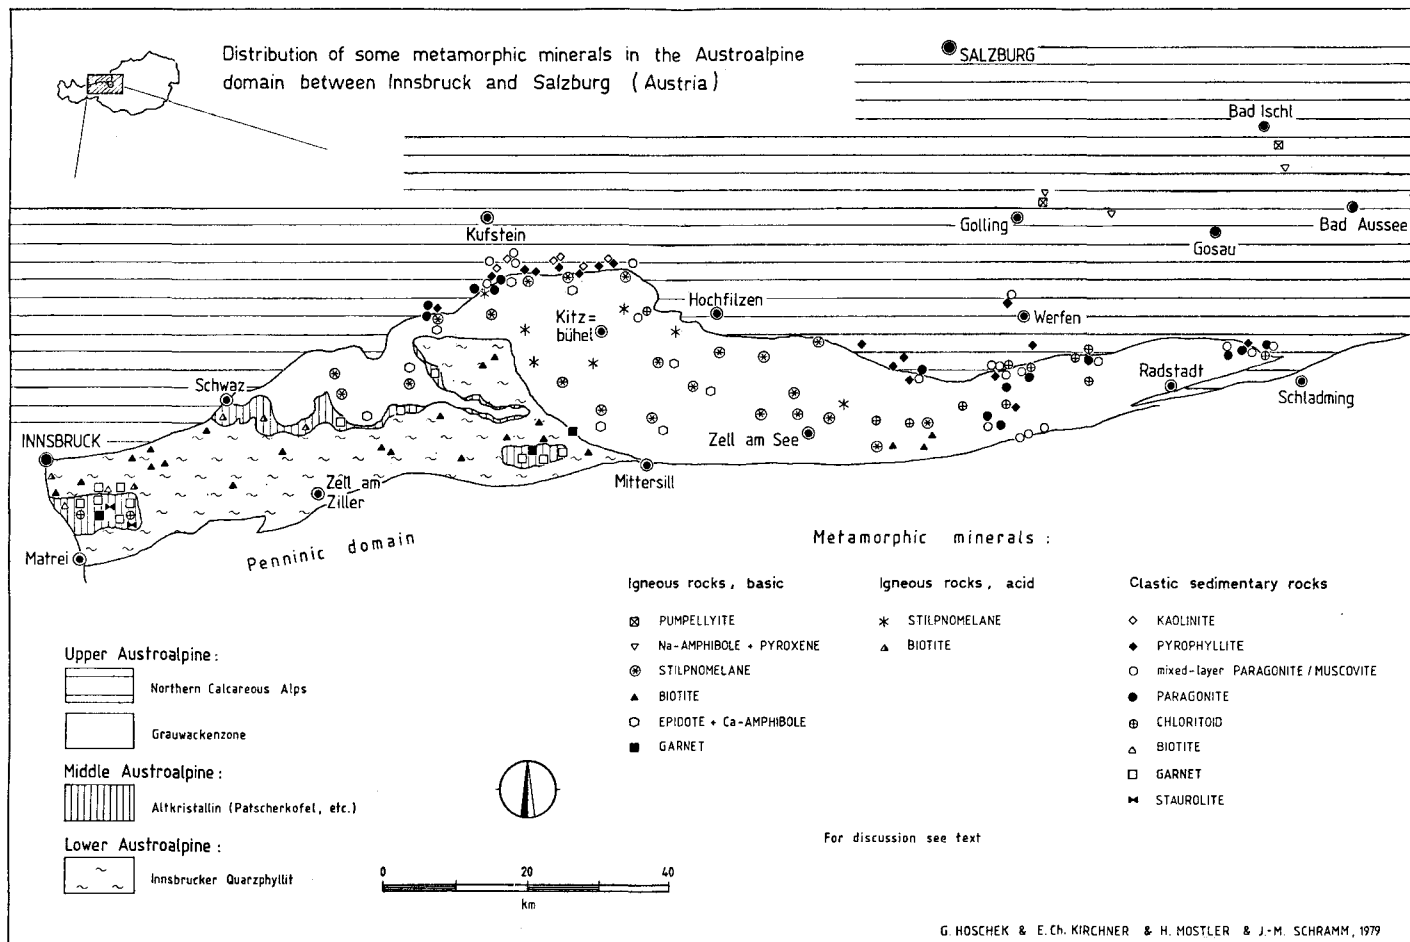 Distribution of some metamorphic minerals in the Austroalpine
domain between Innsbruck and Salzburg (Austria)
SALZBURG
Bad Ischl
Kufstein
Golling
Gosau
Bad Aussee
Hochfilzen
Kitz=
bühel
Werfen
Schwaz
Radstadt
Schladming
INNSBRUCK
Zell am See
Zell am
Ziller
Mittersill
Matrei
Penninic domain
Metamorphic minerals :
Igneous rocks, basic
PUMPELLYITE
Na-AMPHIBOLE + PYROXENE
STILPNOMELANE
BIOTITE
EPIDOTE + Ca-AMPHIBOLE
GARNET
Igneous rocks, acid
STILPNOMELANE
BIOTITE
Clastic sedimentary rocks
KAOLINITE
PYROPHYLLITE
mixed-layer PARAGONITE / MUSCOVITE
PARAGONITE
CHLORITOID
BIOTITE
GARNET
STAUROLITE
Upper Austroalpine :
Northern Calcareous Alps
Grauwackenzone
Middle Austroalpine :
Altkristallin (Patscherkofel, etc.)
Lower Austroalpine :
Innsbrucker Quarzphyllit
0 20 40
km
For discussion see text
G. HOSCHEK & E. Ch. KIRCHNER & H. MOSTLER & J.-M. SCHRAMM, 1979